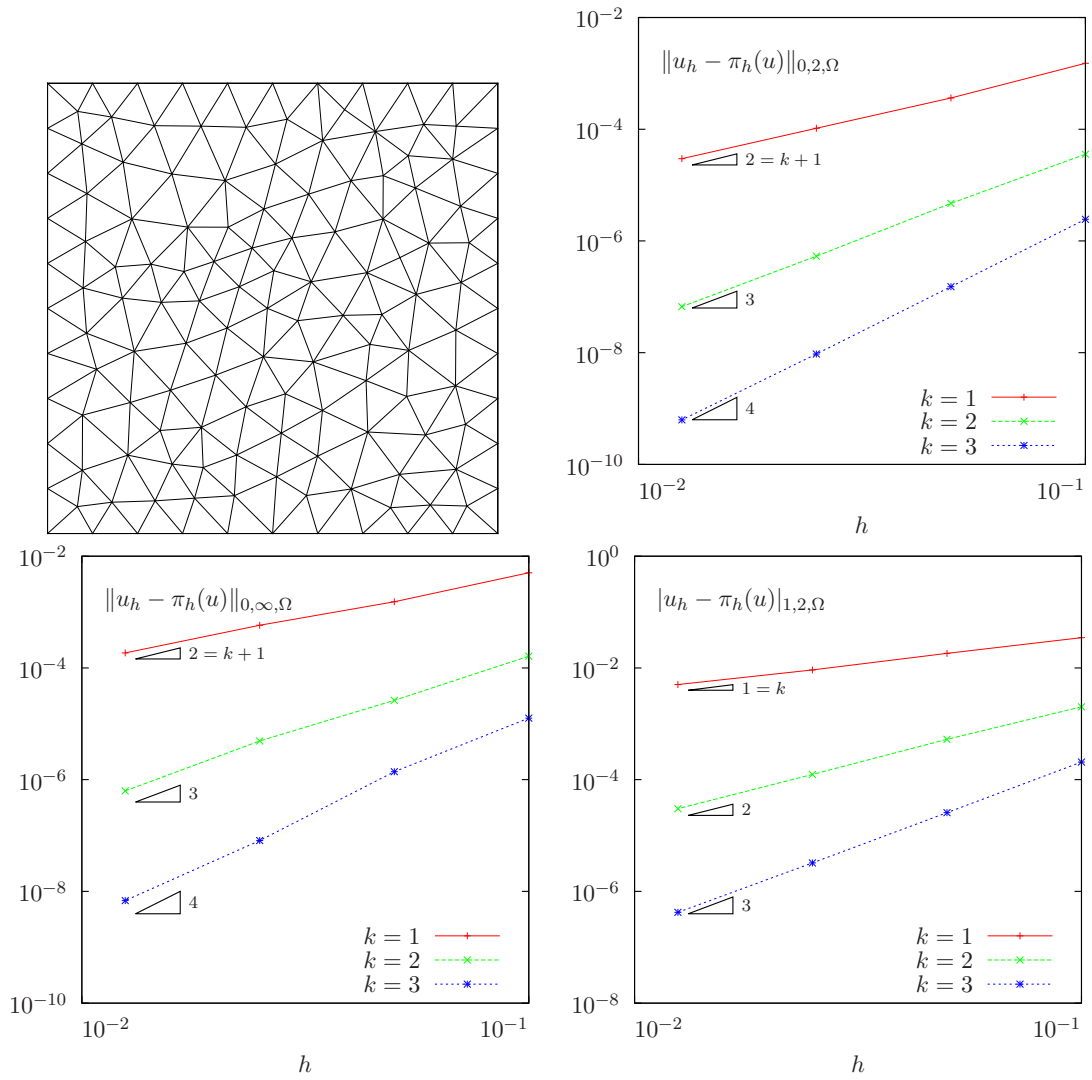 10^{-2}
‖u_h − π_h(u)‖_{0,2,Ω}
10^{-4}
2 = k + 1
10^{-6}
3
10^{-8}
4
k = 1
k = 2
k = 3
10^{-10}
10^{-2}
10^{-1}
h
10^{-2}
‖u_h − π_h(u)‖_{0,∞,Ω}
2 = k + 1
10^{-4}
10^{-6}
3
10^{-8}
4
k = 1
k = 2
k = 3
10^{-10}
10^{-2}
10^{-1}
h
10^{0}
|u_h − π_h(u)|_{1,2,Ω}
10^{-2}
1 = k
10^{-4}
2
10^{-6}
3
k = 1
k = 2
k = 3
10^{-8}
10^{-2}
10^{-1}
h